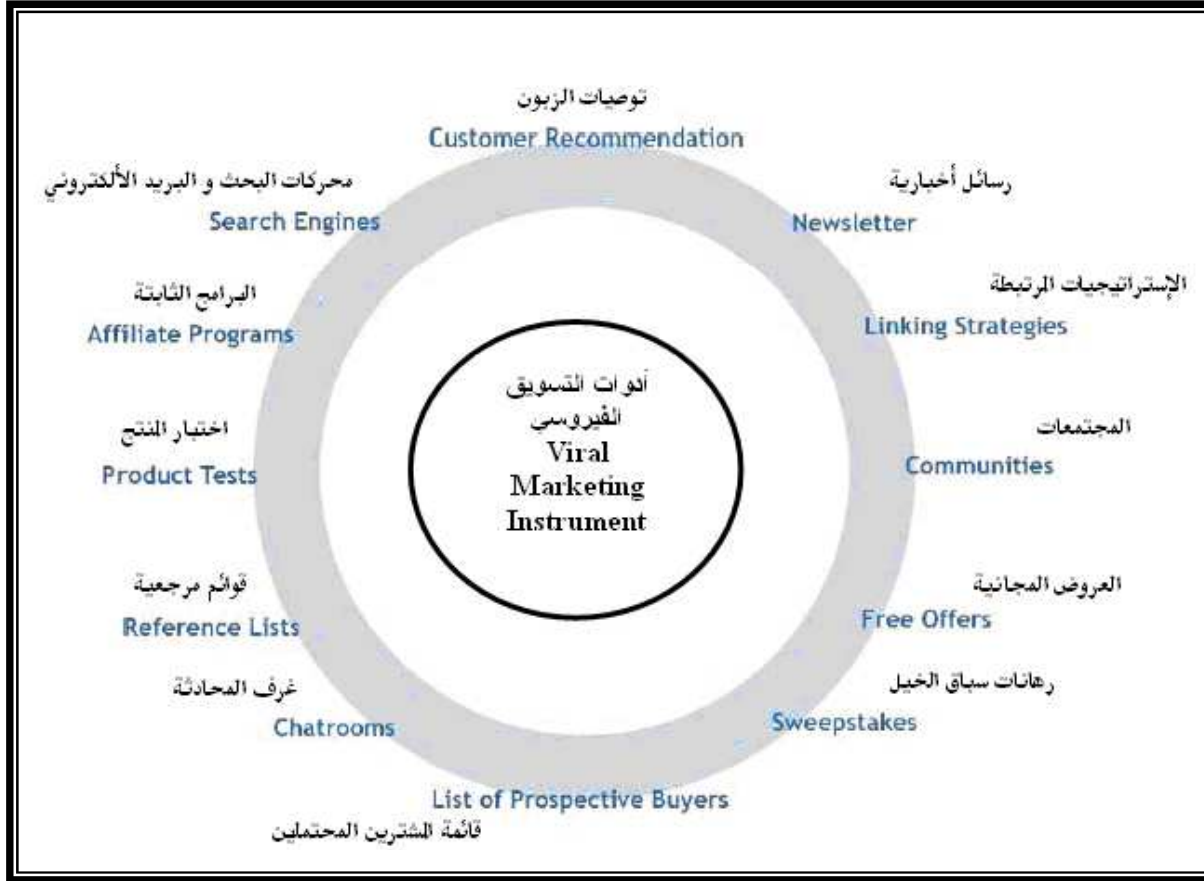 توصيات الزبون
Customer Recommendation
رسائل أخبارية
Newsletter
الإستراتيجيات المرتبطة
Linking Strategies
المجتمعات
Communities
العروض المجانية
Free Offers
رهانات سباق الخيل
Sweepstakes
List of Prospective Buyers
قائمة المشترين المحتملين
غرف المحادثة
Chatrooms
قوائم مرجعية
Reference Lists
اختبار المنتج
Product Tests
البرامج الثابتة
Affiliate Programs
محركات البحث و البريد الألكتروني
Search Engines
أدوات التسويق
الفيروسي
Viral
Marketing
Instrument